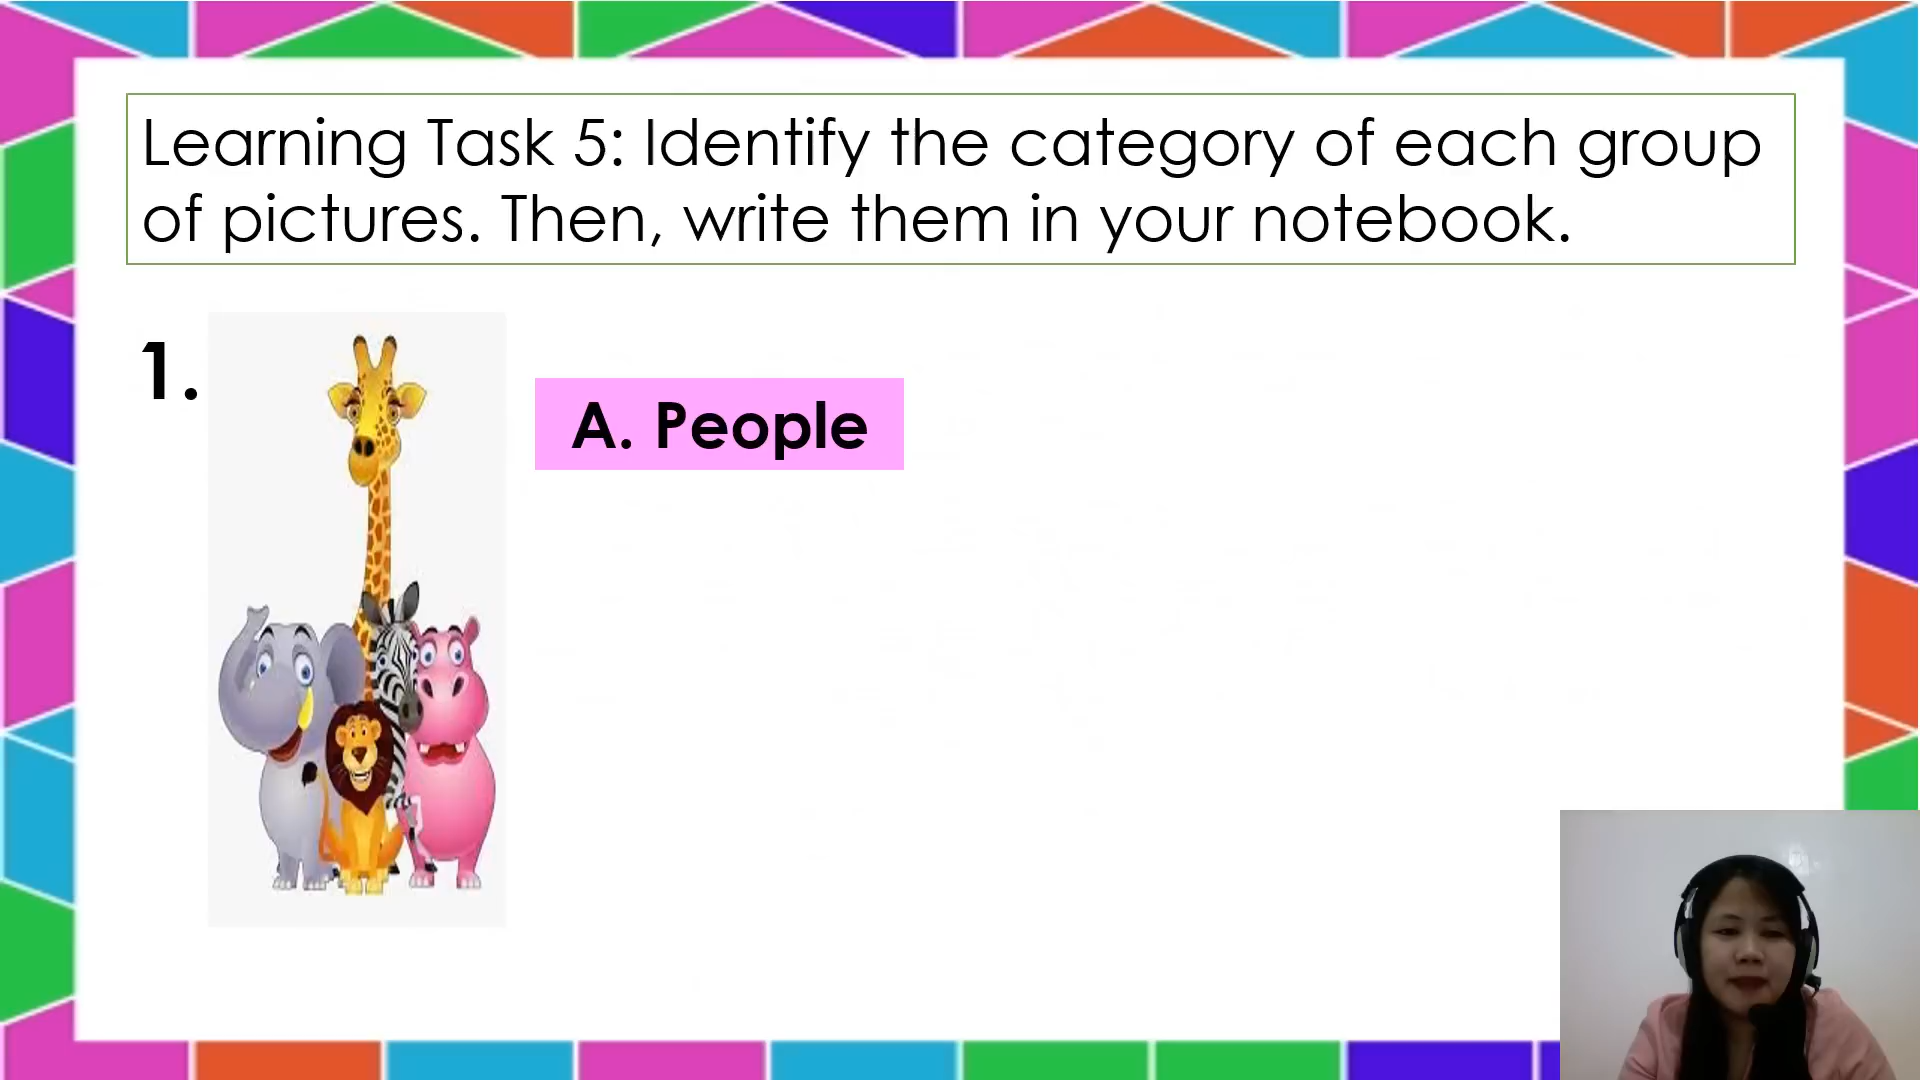 Learning Task 5: Identify the category of each group
of pictures. Then, write them in your notebook.
1.
A. People